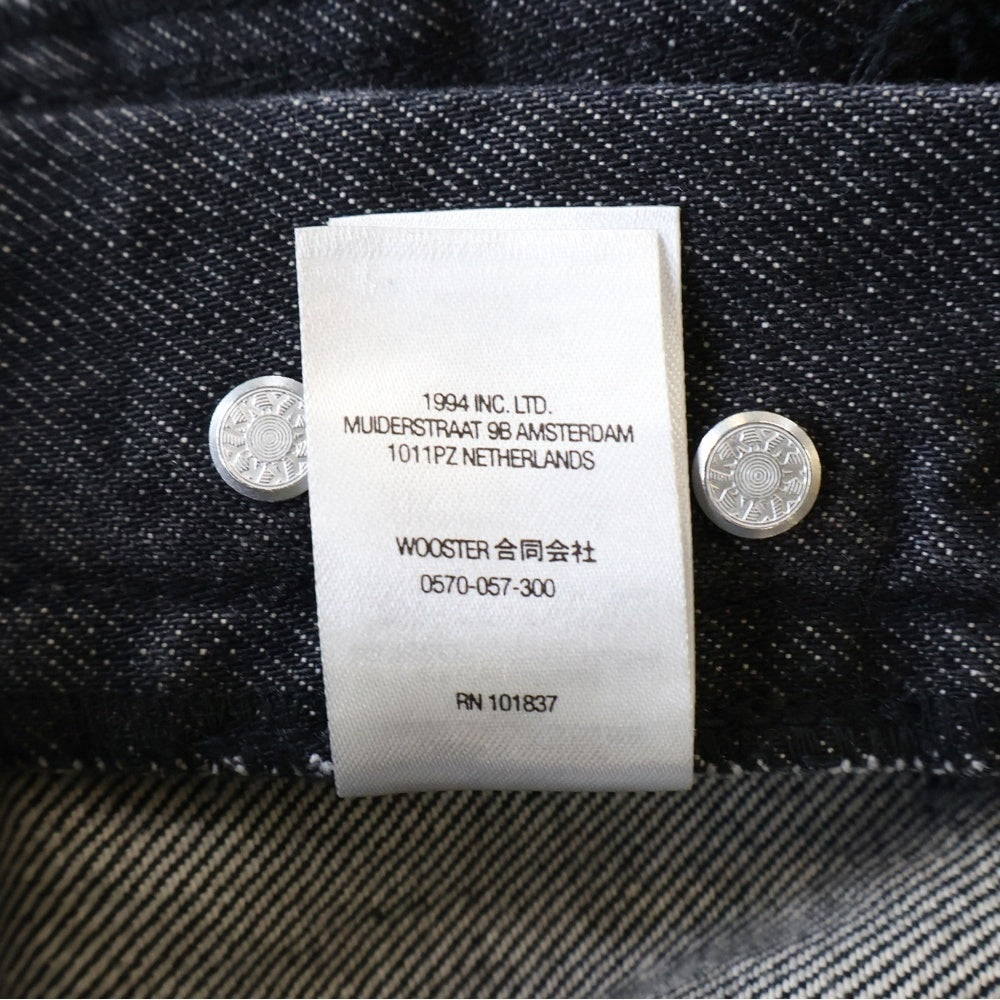 1994 INC. LTD.
MUIDERSTRAAT 9B AMSTERDAM
1011PZ NETHERLANDS
WOOSTER 合同会社
0570-057-300
RN 101837